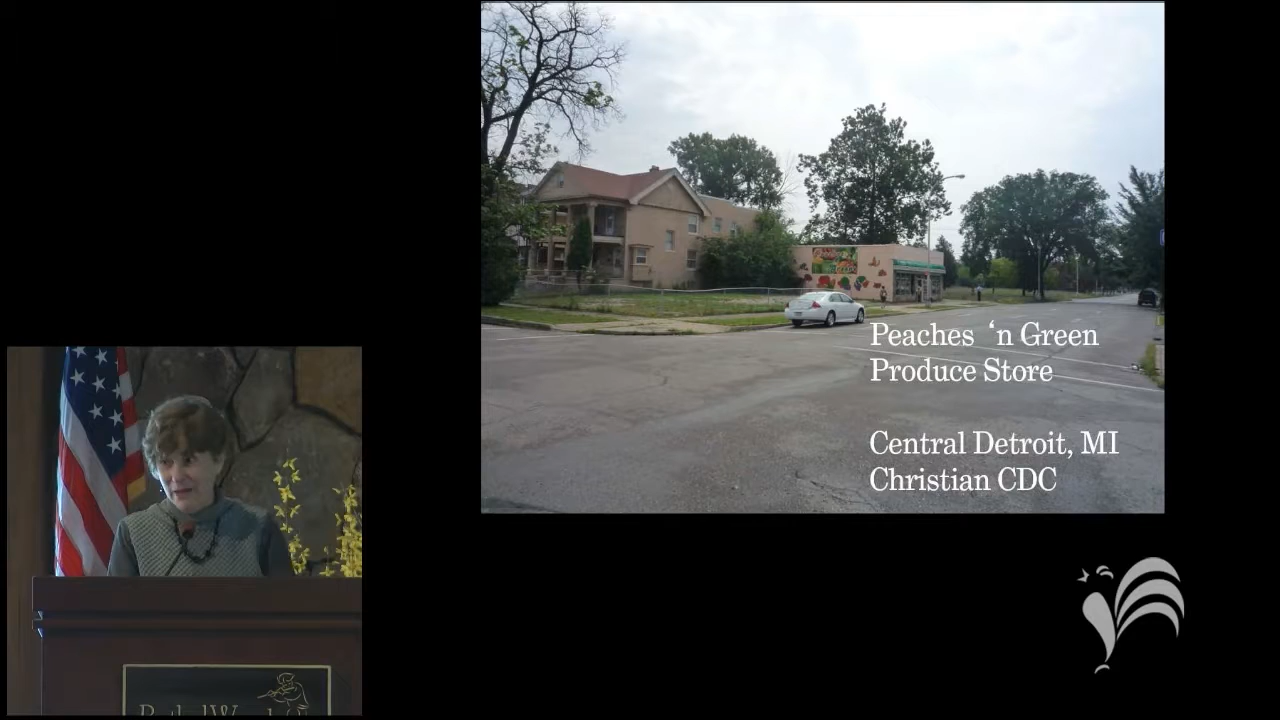 Peaches ‘n Green
Produce Store
Central Detroit, MI
Christian CDC